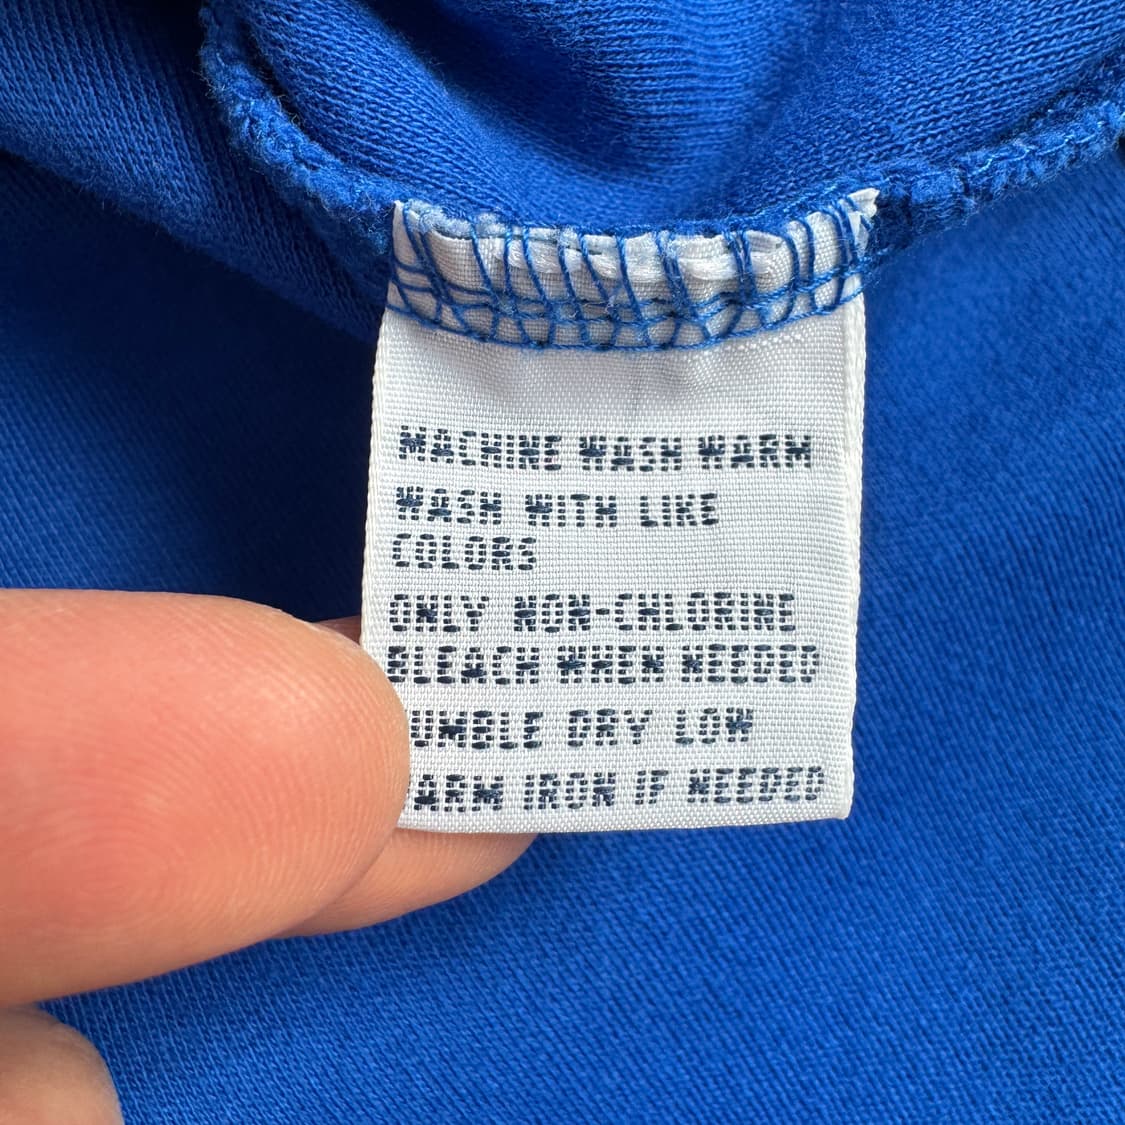 MACHINE WASH WARM
WASH WITH LIKE
COLORS
ONLY NON-CHLORINE
BLEACH WHEN NEEDED
UMBLE DRY LOW
ARM IRON IF NEEDED